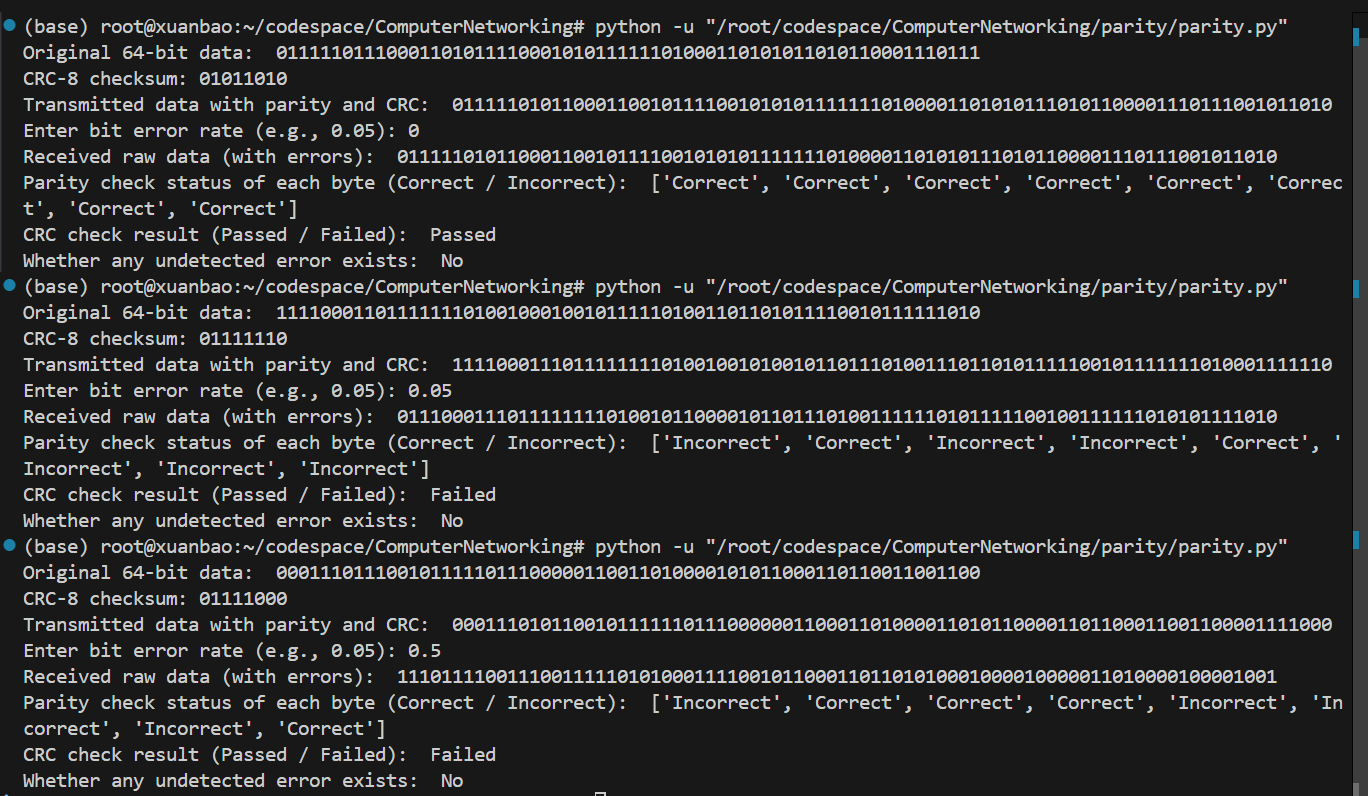 (base) root@xuanbao:~/codespace/ComputerNetworking# python -u "/root/codespace/ComputerNetworking/parity/parity.py"
Original 64-bit data:  0111110111000110101111000101011111101000110101011010110001110111
CRC-8 checksum: 01011010
Transmitted data with parity and CRC:  01111101011000110010111100101010111111101000011010101110101100001110111001011010
Enter bit error rate (e.g., 0.05): 0
Received raw data (with errors):  01111101011000110010111100101010111111101000011010101110101100001110111001011010
Parity check status of each byte (Correct / Incorrect):  ['Correct', 'Correct', 'Correct', 'Correct', 'Correct', 'Correc
t', 'Correct', 'Correct']
CRC check result (Passed / Failed):  Passed
Whether any undetected error exists:  No
(base) root@xuanbao:~/codespace/ComputerNetworking# python -u "/root/codespace/ComputerNetworking/parity/parity.py"
Original 64-bit data:  1111000110111111101001000100101111101001101101011110010111111010
CRC-8 checksum: 01111110
Transmitted data with parity and CRC:  11110001110111111111010010010100101101110100111011010111110010111111101000111​1110
Enter bit error rate (e.g., 0.05): 0.05
Received raw data (with errors):  01110001110111111111010010110000101101110100111111010111110010011111101010111​1010
Parity check status of each byte (Correct / Incorrect):  ['Incorrect', 'Correct', 'Incorrect', 'Incorrect', 'Correct', '
Incorrect', 'Incorrect', 'Incorrect']
CRC check result (Passed / Failed):  Failed
Whether any undetected error exists:  No
(base) root@xuanbao:~/codespace/ComputerNetworking# python -u "/root/codespace/ComputerNetworking/parity/parity.py"
Original 64-bit data:  0001110111001011111011100000110011010000101011000110110011001100
CRC-8 checksum: 01111000
Transmitted data with parity and CRC:  00011101011001011111101110000001100011010000110101100001101100011001100001111000
Enter bit error rate (e.g., 0.05): 0.5
Received raw data (with errors):  11101111001110011111010100011110010110001101101010001000010000011010000100001001
Parity check status of each byte (Correct / Incorrect):  ['Incorrect', 'Correct', 'Correct', 'Correct', 'Incorrect', 'In
correct', 'Incorrect', 'Correct']
CRC check result (Passed / Failed):  Failed
Whether any undetected error exists:  No